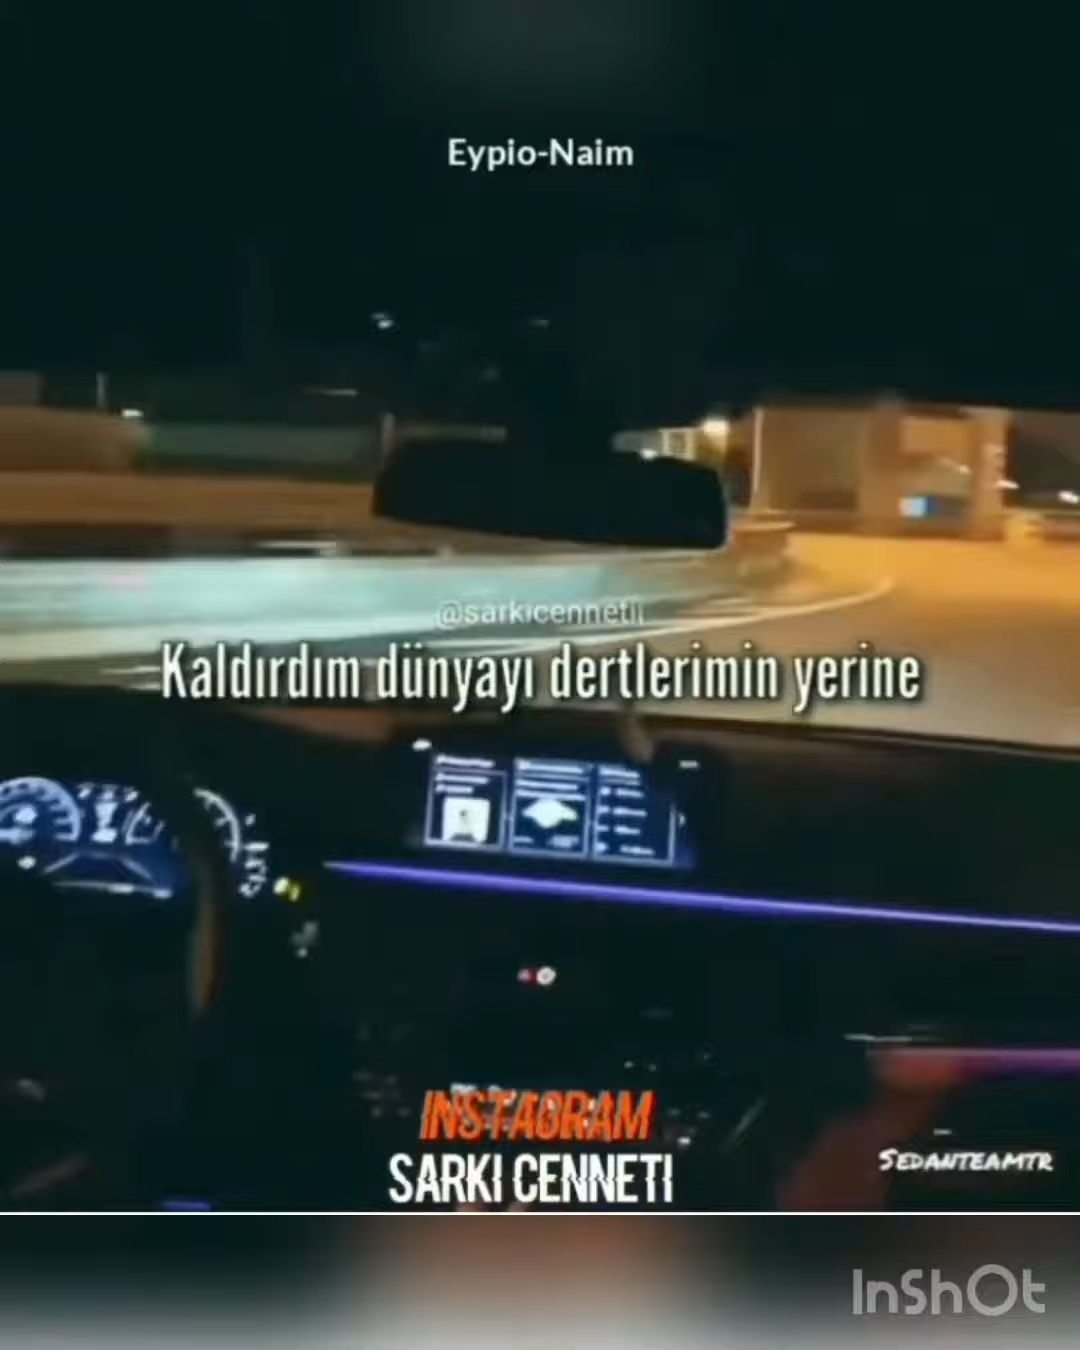 Eypio-Naim
@sarkicenneti
Kaldırdım dünyayı dertlerimin yerine
INSTAGRAM
SARKI CENNETI
SEDANTEAMTR
InShOt